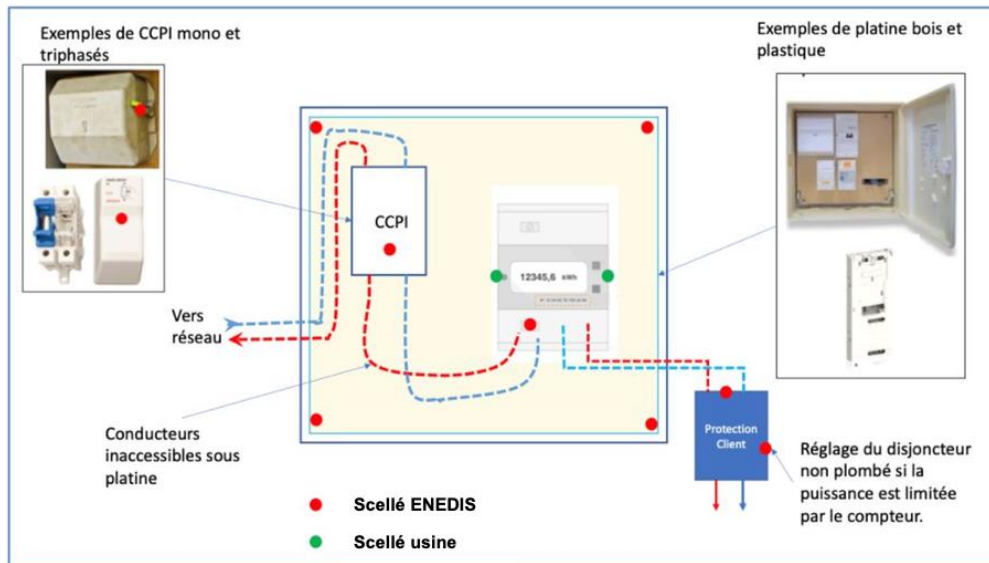 Exemples de CCPI mono et
triphasés
Exemples de platine bois et
plastique
CCPI
12345,6 kWh
Vers
réseau
Conducteurs
inaccessibles sous
platine
Protection
Client
Réglage du disjoncteur
non plombé si la
puissance est limitée
par le compteur.
Scellé ENEDIS
Scellé usine